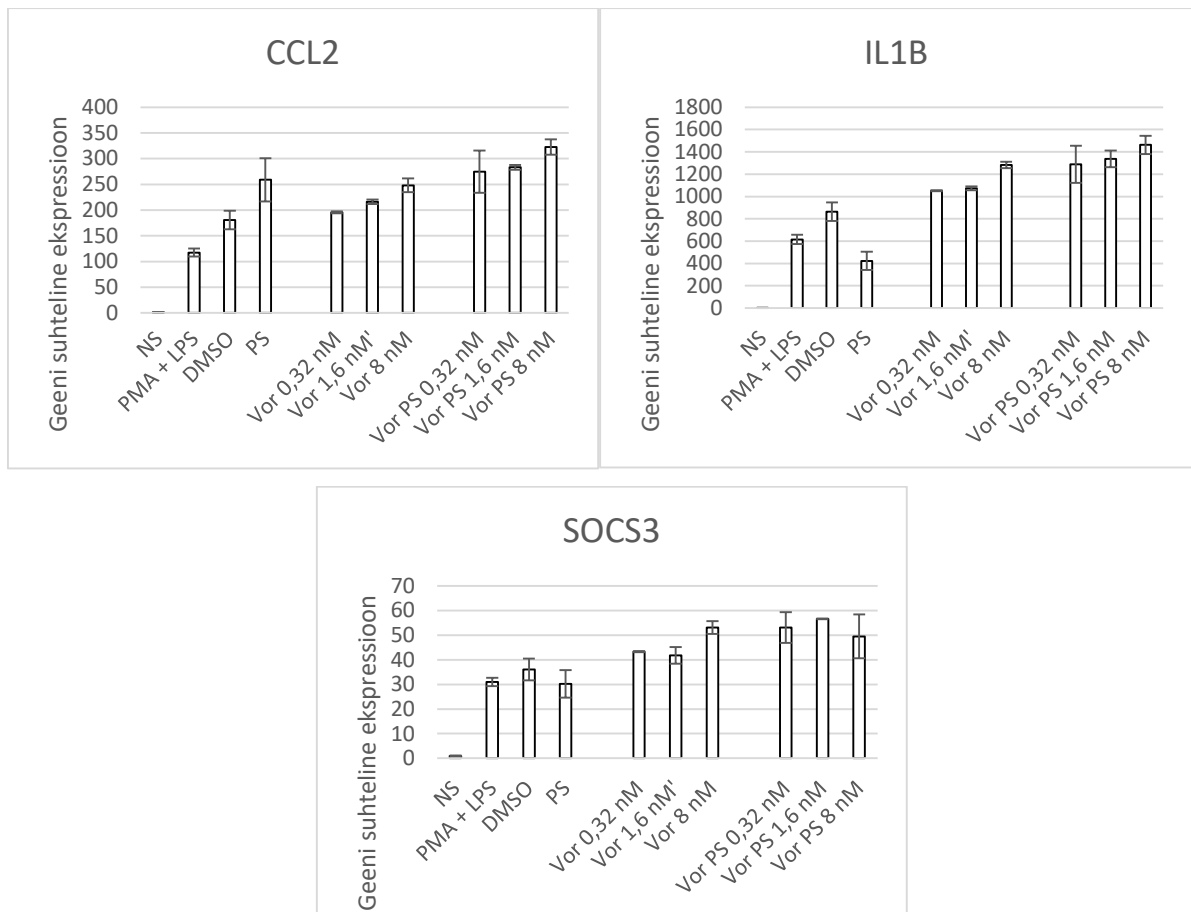 CCL2
Geeni suhteline ekspressioon
400
350
300
250
200
150
100
50
0
NS
PMA + LPS
DMSO
PS
Vor 0,32 nM
Vor 1,6 nM'
Vor 8 nM
Vor PS 0,32 nM
Vor PS 1,6 nM
Vor PS 8 nM
IL1B
Geeni suhteline ekspressioon
1800
1600
1400
1200
1000
800
600
400
200
0
NS
PMA + LPS
DMSO
PS
Vor 0,32 nM
Vor 1,6 nM'
Vor 8 nM
Vor PS 0,32 nM
Vor PS 1,6 nM
Vor PS 8 nM
SOCS3
Geeni suhteline ekspressioon
70
60
50
40
30
20
10
0
NS
PMA + LPS
DMSO
PS
Vor 0,32 nM
Vor 1,6 nM'
Vor 8 nM
Vor PS 0,32 nM
Vor PS 1,6 nM
Vor PS 8 nM